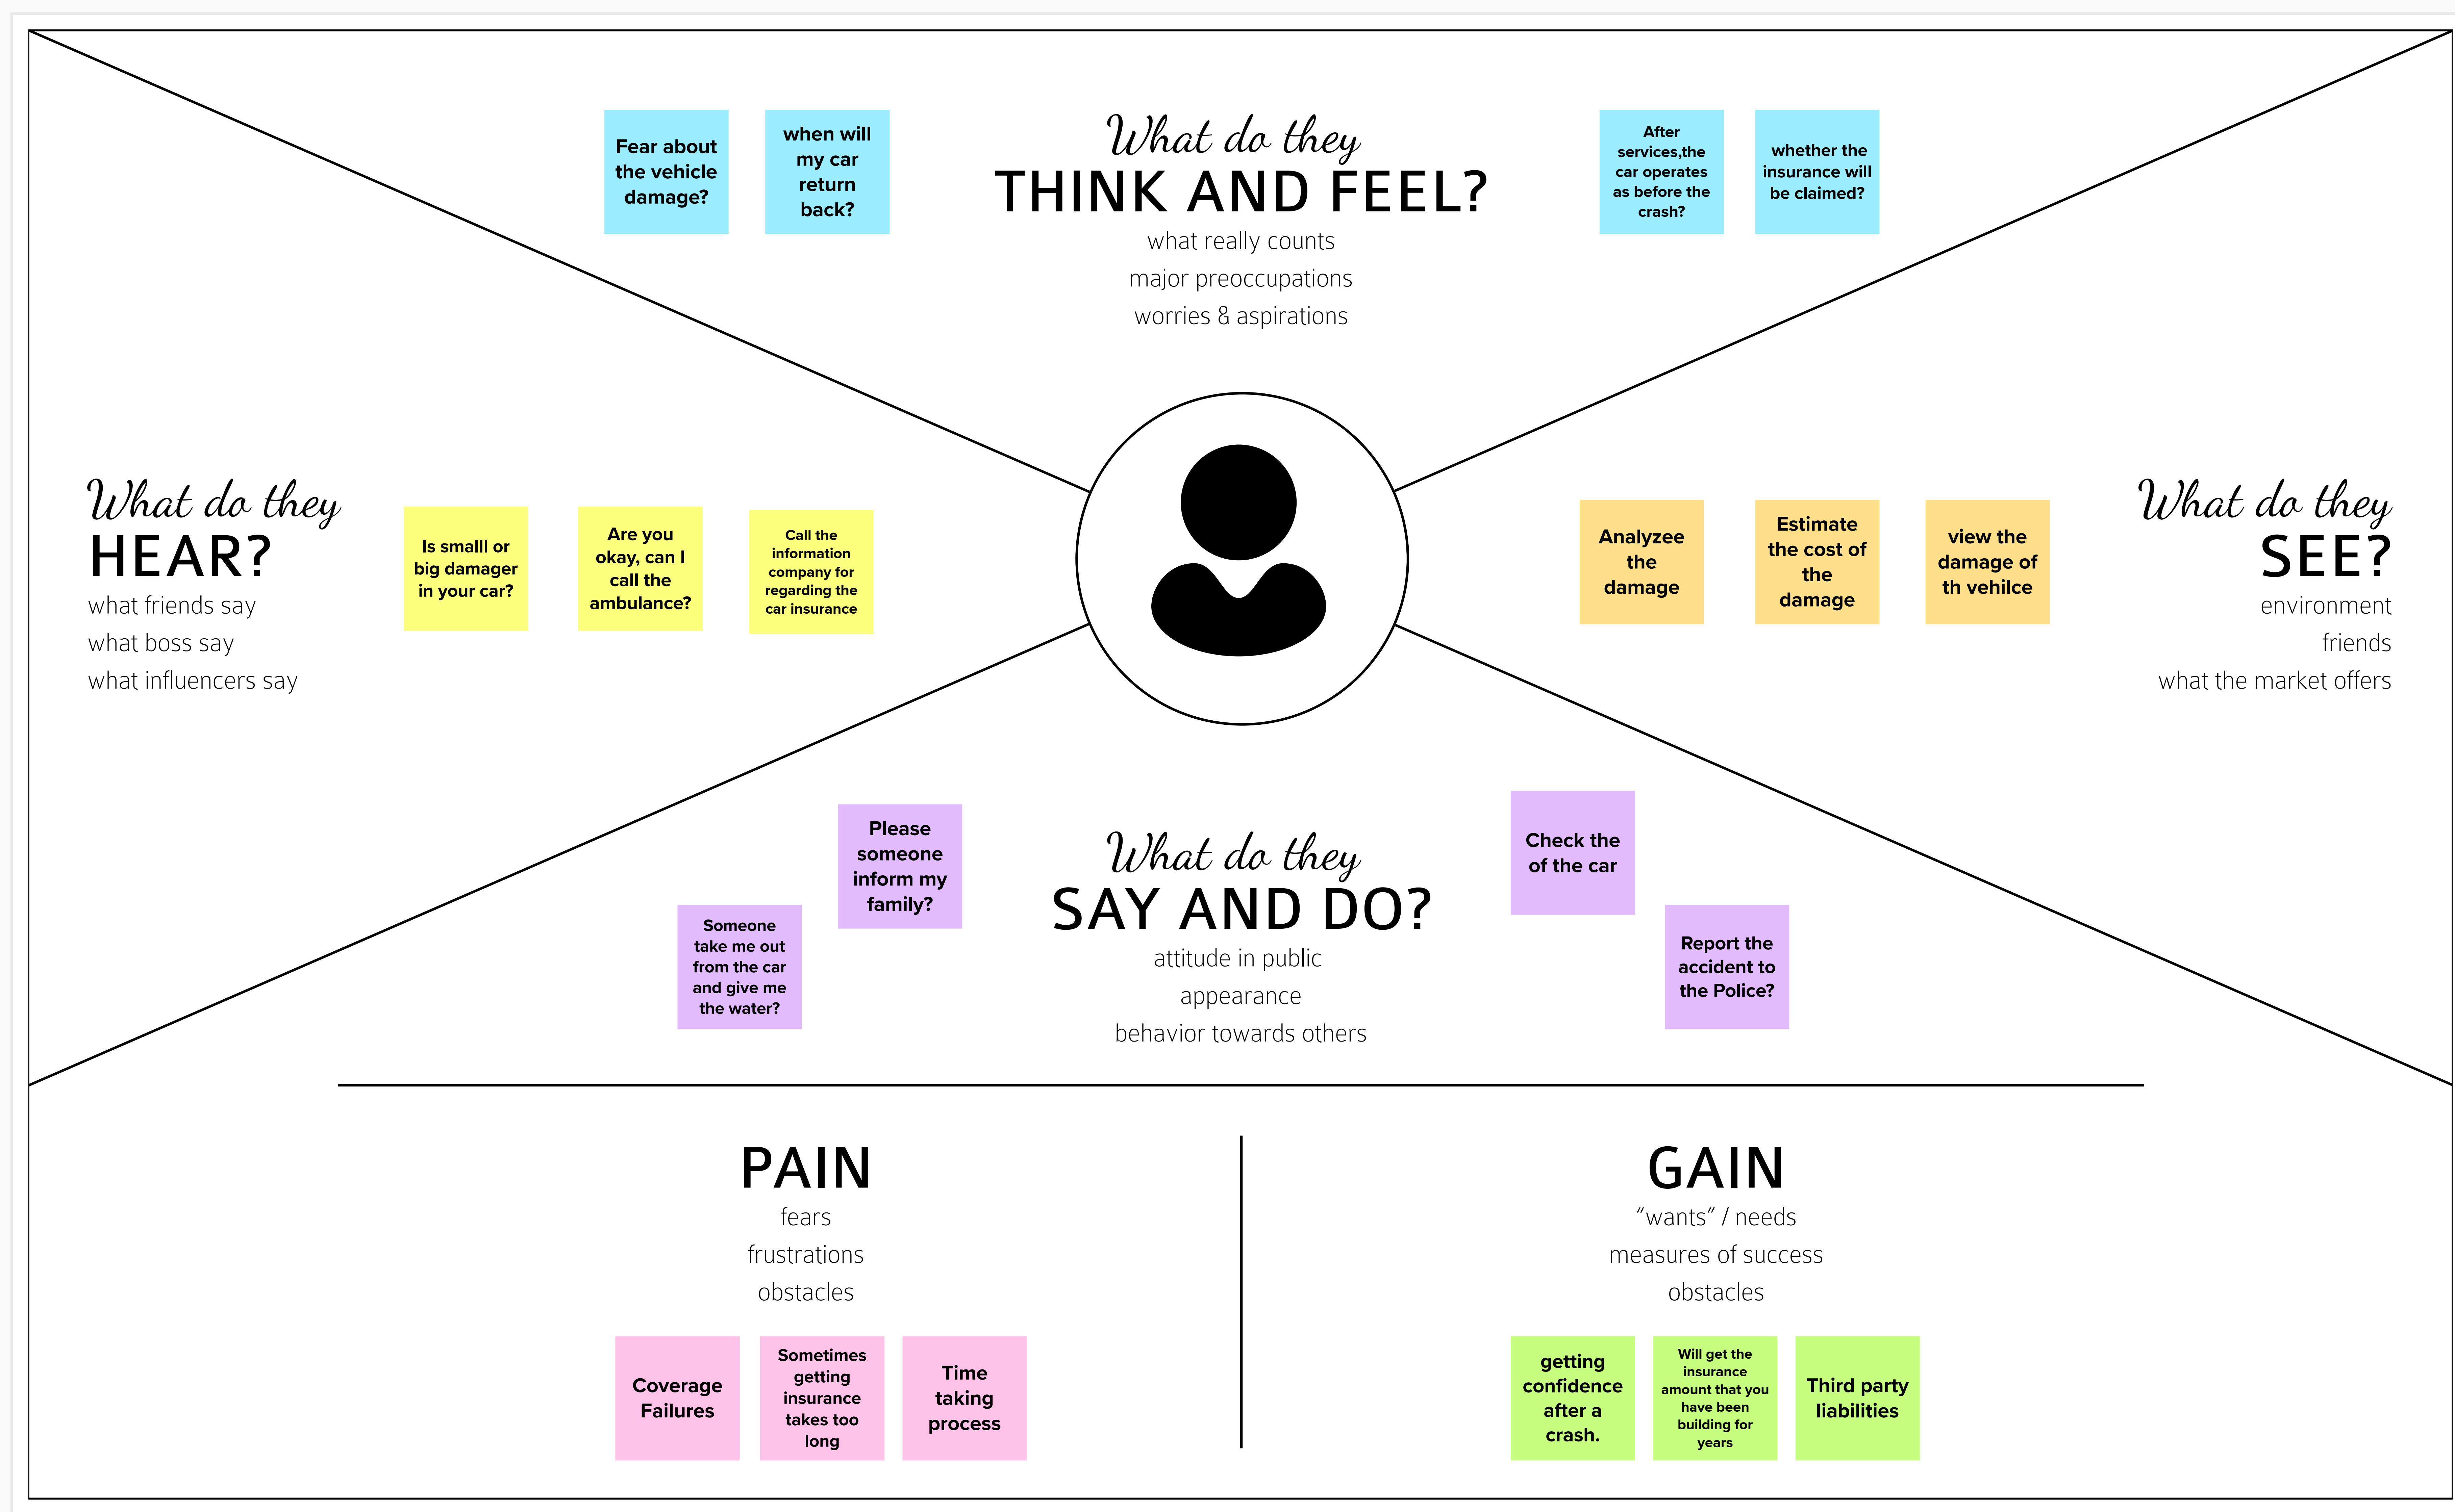 Fear about
the vehicle
damage?
when will
my car
return
back?
What do they
THINK AND FEEL?
what really counts
major preoccupations
worries & aspirations
After
services,the
car operates
as before the
crash?
whether the
insurance will
be claimed?
What do they
HEAR?
what friends say
what boss say
what influencers say
Is smalll or
big damager
in your car?
Are you
okay, can I
call the
ambulance?
Call the
information
company for
regarding the
car insurance
Analyzee
the
damage
Estimate
the cost of
the
damage
view the
damage of
th vehilce
What do they
SEE?
environment
friends
what the market offers
Someone
take me out
from the car
and give me
the water?
Please
someone
inform my
family?
What do they
SAY AND DO?
attitude in public
appearance
behavior towards others
Check the
of the car
Report the
accident to
the Police?
PAIN
fears
frustrations
obstacles
Coverage
Failures
Sometimes
getting
insurance
takes too
long
Time
taking
process
GAIN
“wants” / needs
measures of success
obstacles
getting
confidence
after a
crash.
Will get the
insurance
amount that you
have been
building for
years
Third party
liabilities